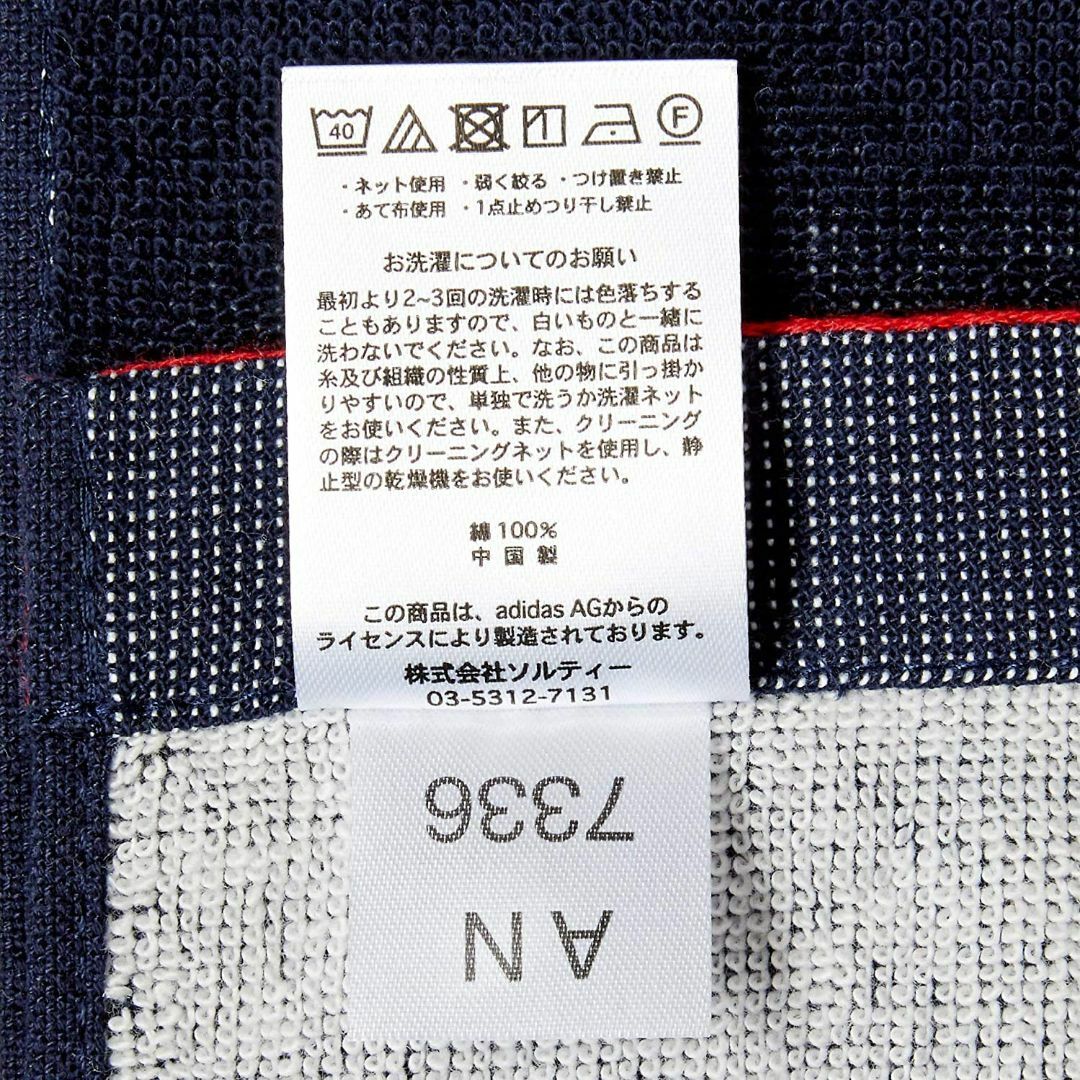 40
F
・ネット使用 ・弱く絞る ・つけ置き禁止
・あて布使用 ・1点止めつり干し禁止
お洗濯についてのお願い
最初より2~3回の洗濯時には色落ちする
こともありますので、白いものと一緒に
洗わないでください。なお、この商品は
糸及び組織の性質上、他の物に引っ掛か
りやすいので、単独で洗うか洗濯ネット
をお使いください。また、クリーニング
の際はクリーニングネットを使用し、静
止型の乾燥機をお使いください。
綿100%
中国製
この商品は、adidas AGからの
ライセンスにより製造されております。
株式会社ソルティー
03-5312-7131
AN
7336